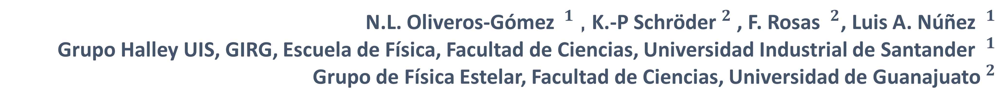 N.L. Oliveros-Gómez ¹ , K.-P Schröder ² , F. Rosas ², Luis A. Núñez ¹
Grupo Halley UIS, GIRG, Escuela de Física, Facultad de Ciencias, Universidad Industrial de Santander ¹
Grupo de Física Estelar, Facultad de Ciencias, Universidad de Guanajuato ²